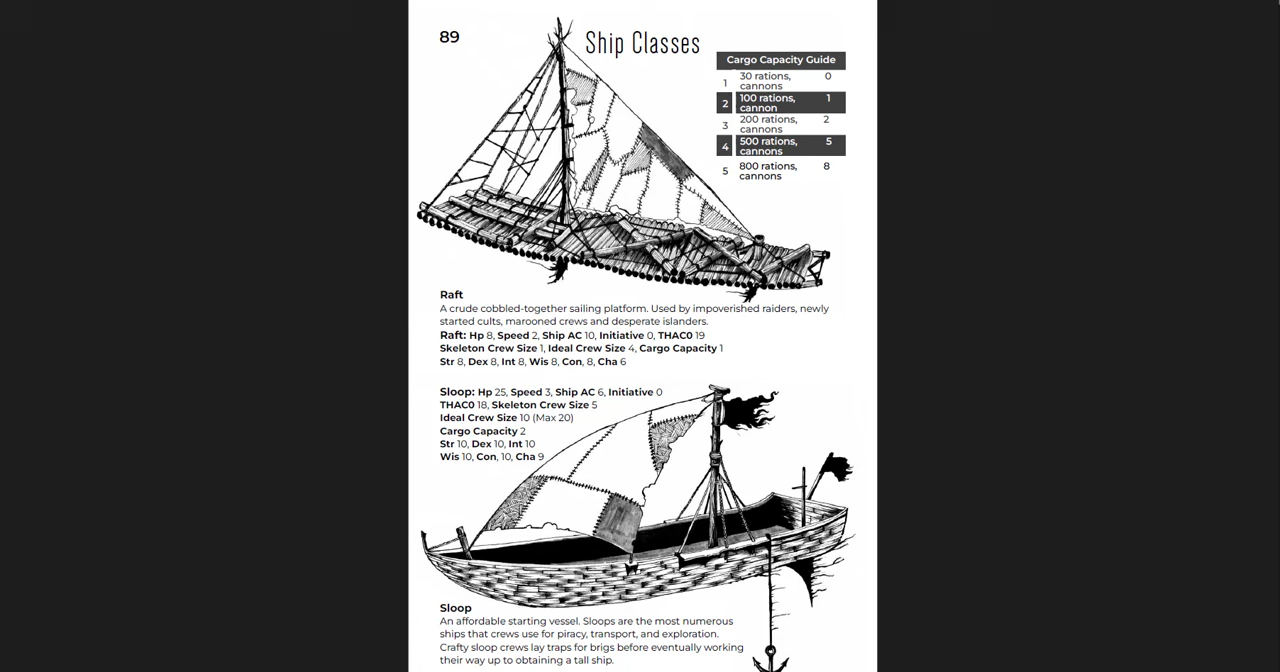 89
Ship Classes
Cargo Capacity Guide
1 30 rations, 0
cannons
2 100 rations, 1
cannon
3 200 rations, 2
cannons
4 500 rations, 5
cannons
5 800 rations, 8
cannons
Raft
A crude cobbled-together sailing platform. Used by impoverished raiders, newly
started cults, marooned crews and desperate islanders.
Raft: Hp 8, Speed 2, Ship AC 10, Initiative 0, THAC0 19
Skeleton Crew Size 1, Ideal Crew Size 4, Cargo Capacity 1
Str 8, Dex 8, Int 8, Wis 8, Con, 8, Cha 6
Sloop: Hp 25, Speed 3, Ship AC 6, Initiative 0
THAC0 18, Skeleton Crew Size 5
Ideal Crew Size 10 (Max 20)
Cargo Capacity 2
Str 10, Dex 10, Int 10
Wis 10, Con, 10, Cha 9
Sloop
An affordable starting vessel. Sloops are the most numerous
ships that crews use for piracy, transport, and exploration.
Crafty sloop crews lay traps for brigs before eventually working
their way up to obtaining a tall ship.